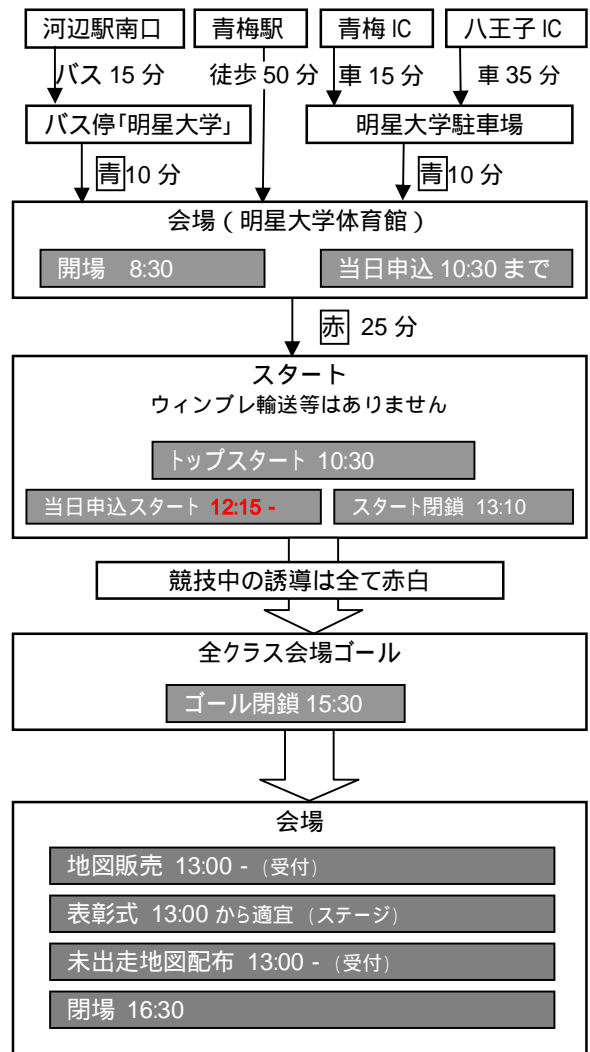 河辺駅南口 青梅駅 青梅 IC 八王子 IC
バス 15 分 徒歩 50 分 車 15 分 車 35 分
バス停「明星大学」 明星大学駐車場
青10 分 青10 分
会場（明星大学体育館）
開場 8:30 当日申込 10:30 まで
赤 25 分
スタート
ウィンブレ輸送等はありません
トップスタート 10:30
当日申込スタート 12:15 - スタート閉鎖 13:10
競技中の誘導は全て赤白
全クラス会場ゴール
ゴール閉鎖 15:30
会場
地図販売 13:00 -（受付）
表彰式 13:00 から適宜（ステージ）
未出走地図配布 13:00 -（受付）
閉場 16:30